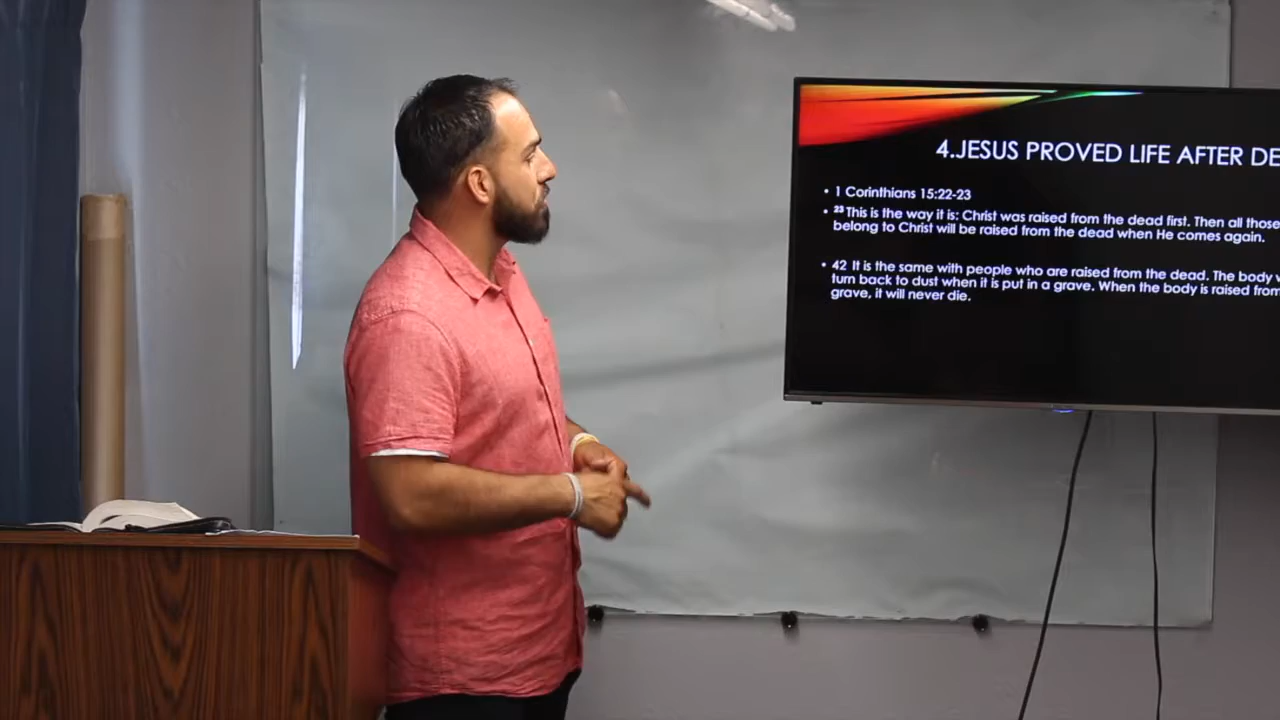 4.JESUS PROVED LIFE AFTER
• 1 Corinthians 15:22-23
• 23 This is the way it is: Christ was raised from the dead first. Then all those
belong to Christ will be raised from the dead when He comes again.
• 42 It is the same with people who are raised from the dead. The body
turn back to dust when it is put in a grave. When the body is raised from
grave, it will never die.